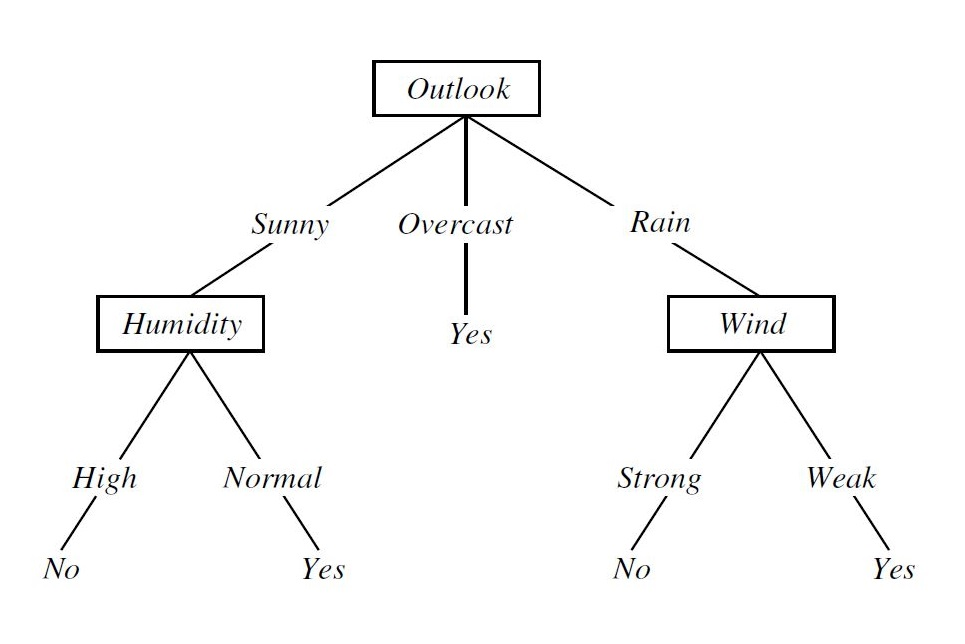 Outlook
Sunny Overcast Rain
Humidity Yes Wind
High Normal Strong Weak
No Yes No Yes